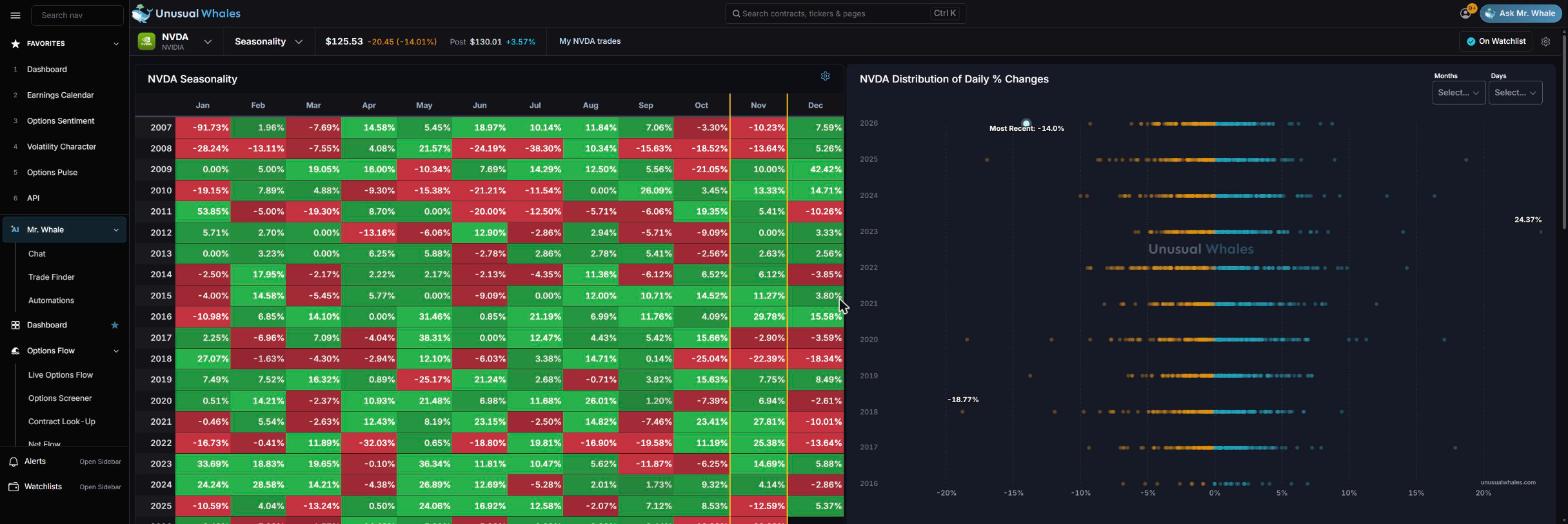 Search nav
Unusual Whales
Search contracts, tickers & pages Ctrl K
9+
Ask Mr. Whale
FAVORITES
1 Dashboard
2 Earnings Calendar
3 Options Sentiment
4 Volatility Character
5 Options Pulse
6 API
AI Mr. Whale
Chat
Trade Finder
Automations
Dashboard
Options Flow
Live Options Flow
Options Screener
Contract Look-Up
Net Flow
Alerts Open Sidebar
Watchlists Open Sidebar
NVDA
NVIDIA
Seasonality
$125.53 -20.45 (-14.01%) Post $130.01 +3.57%
My NVDA trades
On Watchlist
NVDA Seasonality
Jan Feb Mar Apr May Jun Jul Aug Sep Oct Nov Dec
2007 -91.73% 1.96% -7.69% 14.58% 5.45% 18.97% 10.14% 11.84% 7.06% -3.30% -10.23% 7.59%
2008 -28.24% -13.11% -7.55% 4.08% 21.57% -24.19% -38.30% 10.34% -15.63% -18.52% -13.64% 5.26%
2009 0.00% 5.00% 19.05% 16.00% -10.34% 7.69% 14.29% 12.50% 5.56% -21.05% 10.00% 42.42%
2010 -19.15% 7.89% 4.88% -9.30% -15.38% -21.21% -11.54% 0.00% 26.09% 3.45% 13.33% 14.71%
2011 53.85% -5.00% -19.30% 8.70% 0.00% -20.00% -12.50% -5.71% -6.06% 19.35% 5.41% -10.26%
2012 5.71% 2.70% 0.00% -13.16% -6.06% 12.90% -2.86% 2.94% -5.71% -9.09% 0.00% 3.33%
2013 0.00% 3.23% 0.00% 6.25% 5.88% -2.78% 2.86% 2.78% 5.41% -2.56% 2.63% 2.56%
2014 -2.50% 17.95% -2.17% 2.22% 2.17% -2.13% -4.35% 11.36% -6.12% 6.52% 6.12% -3.85%
2015 -4.00% 14.58% -5.45% 5.77% 0.00% -9.09% 0.00% 12.00% 10.71% 14.52% 11.27% 3.80%
2016 -10.98% 6.85% 14.10% 0.00% 31.46% 0.85% 21.19% 6.99% 11.76% 4.09% 29.78% 15.58%
2017 2.25% -6.96% 7.09% -4.04% 38.31% 0.00% 12.47% 4.43% 5.42% 15.66% -2.90% -3.59%
2018 27.07% -1.63% -4.30% -2.94% 12.10% -6.03% 3.38% 14.71% 0.14% -25.04% -22.39% -18.34%
2019 7.49% 7.52% 16.32% 0.89% -25.17% 21.24% 2.68% -0.71% 3.82% 15.63% 7.75% 8.49%
2020 0.51% 14.21% -2.37% 10.93% 21.48% 6.98% 11.68% 26.01% 1.20% -7.39% 6.94% -2.61%
2021 -0.46% 5.54% -2.63% 12.43% 8.19% 23.15% -2.50% 14.82% -7.46% 23.41% 27.81% -10.01%
2022 -16.73% -0.41% 11.89% -32.03% 0.65% -18.80% 19.81% -16.90% -19.58% 11.19% 25.38% -13.64%
2023 33.69% 18.83% 19.65% -0.10% 36.34% 11.81% 10.47% 5.62% -11.87% -6.25% 14.69% 5.88%
2024 24.24% 28.58% 14.21% -4.38% 26.89% 12.69% -5.28% 2.01% 1.73% 9.32% 4.14% -2.86%
2025 -10.59% 4.04% -13.24% 0.50% 24.06% 16.92% 12.58% -2.07% 7.12% 8.53% -12.59% 5.37%
NVDA Distribution of Daily % Changes
Months Days
Select... Select...
2026
Most Recent: -14.0%
2025
2024
24.37%
2023
Unusual Whales
2022
2021
2020
2019
-18.77%
2018
2017
2016
unusualwhales.com
−20% −15% −10% −5% 0% 5% 10% 15% 20%